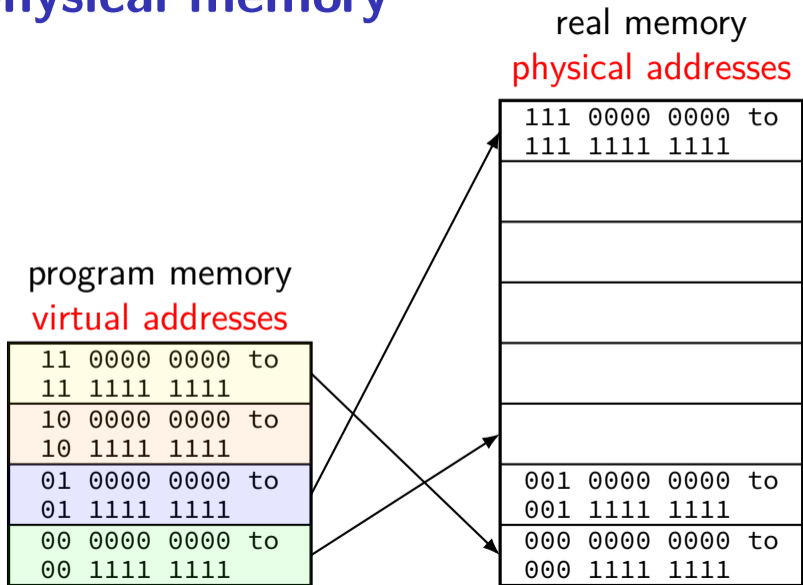 physical memory
real memory
physical addresses
111 0000 0000 to
111 1111 1111
program memory
virtual addresses
11 0000 0000 to
11 1111 1111
10 0000 0000 to
10 1111 1111
01 0000 0000 to
01 1111 1111
00 0000 0000 to
00 1111 1111
001 0000 0000 to
001 1111 1111
000 0000 0000 to
000 1111 1111